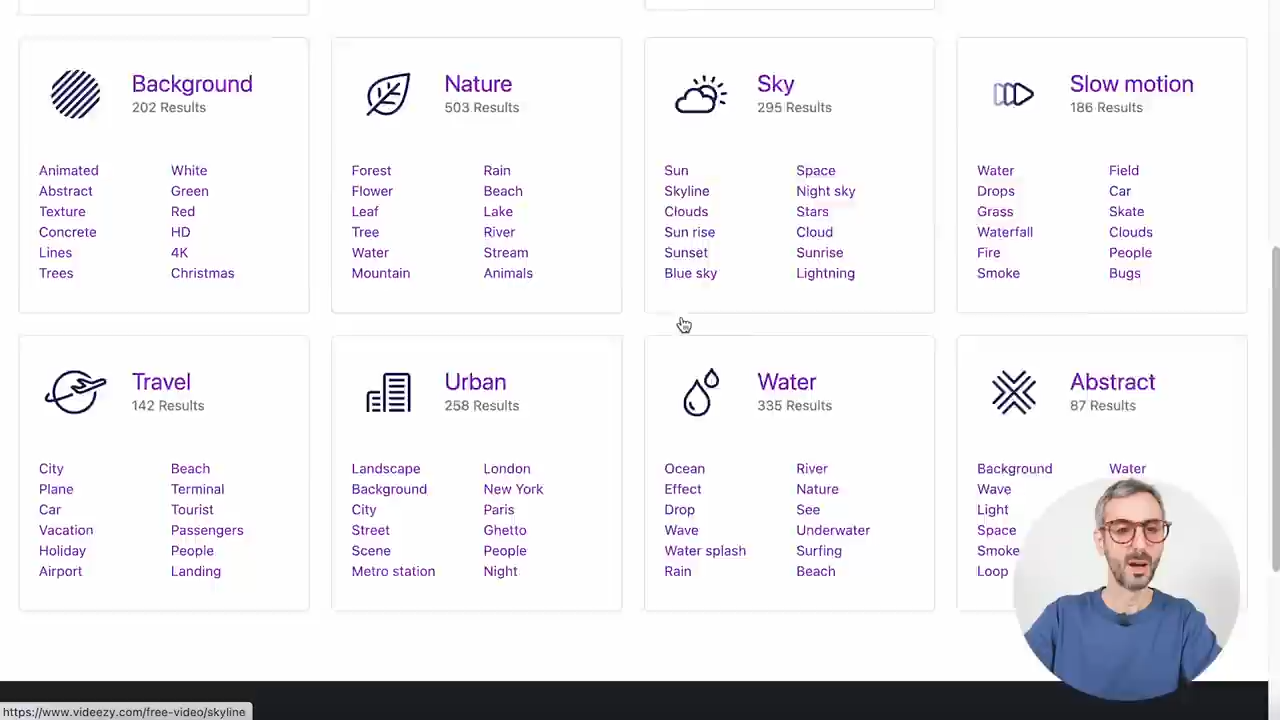 Background
202 Results
Animated White
Abstract Green
Texture Red
Concrete HD
Lines 4K
Trees Christmas
Nature
503 Results
Forest Rain
Flower Beach
Leaf Lake
Tree River
Water Stream
Mountain Animals
Sky
295 Results
Sun Space
Skyline Night sky
Clouds Stars
Sun rise Cloud
Sunset Sunrise
Blue sky Lightning
Slow motion
186 Results
Water Field
Drops Car
Grass Skate
Waterfall Clouds
Fire People
Smoke Bugs
Travel
142 Results
City Beach
Plane Terminal
Car Tourist
Vacation Passengers
Holiday People
Airport Landing
Urban
258 Results
Landscape London
Background New York
City Paris
Street Ghetto
Scene People
Metro station Night
Water
335 Results
Ocean River
Effect Nature
Drop See
Wave Underwater
Water splash Surfing
Rain Beach
Abstract
87 Results
Background Water
Wave
Light
Space
Smoke
Loop
https://www.videezy.com/free-video/skyline